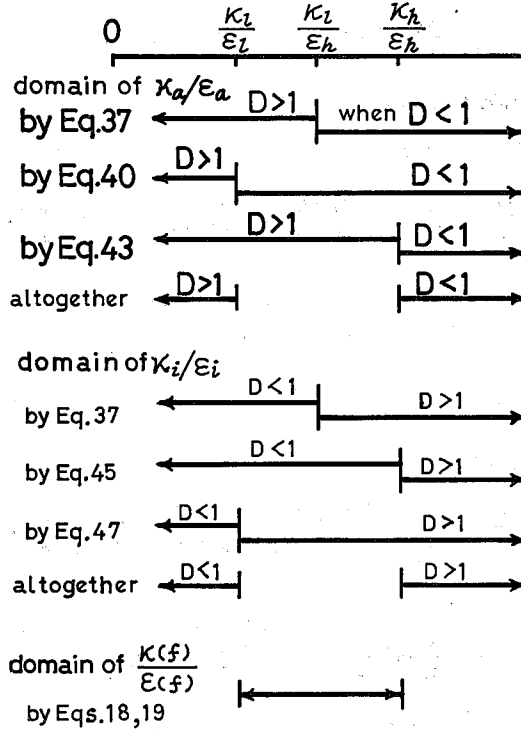 0 κl/εl κl/εh κh/εh
domain of κa/εa
by Eq.37 D>1 when D<1
by Eq.40 D>1 D<1
by Eq.43 D>1 D<1
altogether D>1 D<1
domain of κi/εi
by Eq.37 D<1 D>1
by Eq.45 D<1 D>1
by Eq.47 D<1 D>1
altogether D<1 D>1
domain of κ(f)/ε(f)
by Eqs.18,19